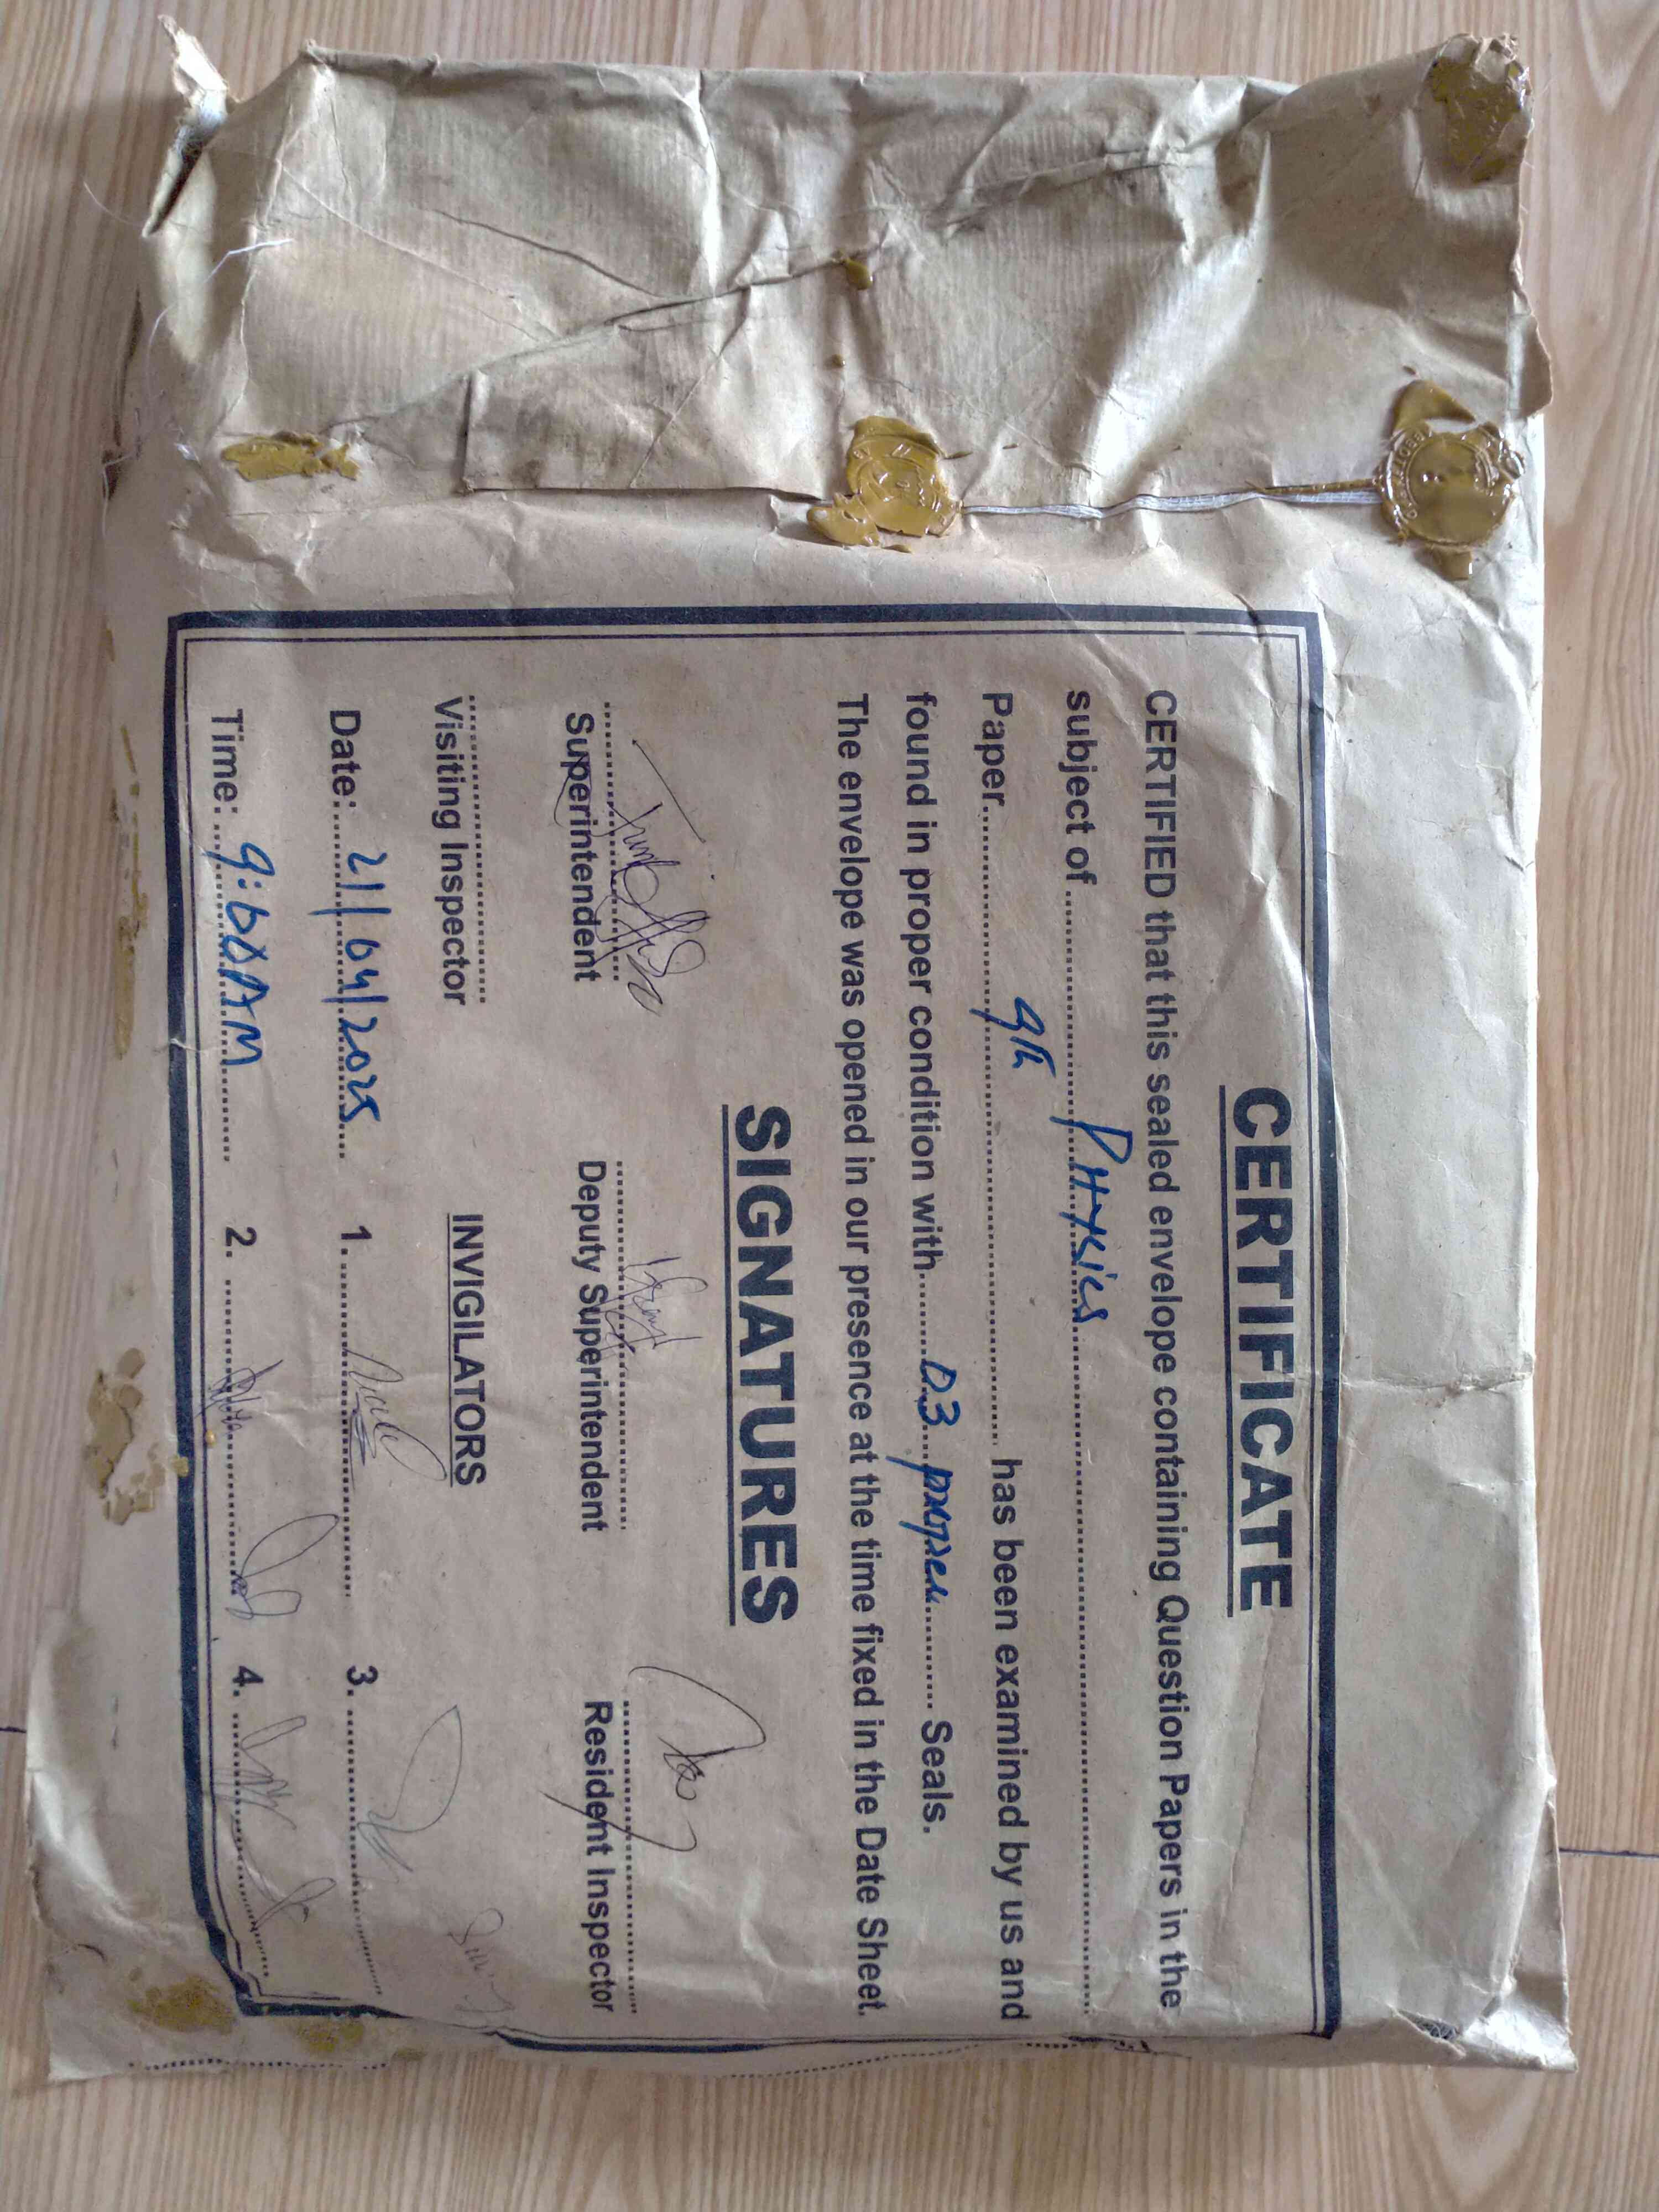 CERTIFICATE
CERTIFIED that this sealed envelope containing Question Papers in the
subject of ........ PHYSICS ........
Paper ........ 9th ........ has been examined by us and
found in proper condition with ........ 03 ........ Seals.
The envelope was opened in our presence at the time fixed in the Date Sheet.
SIGNATURES
Superintendent Deputy Superintendent Resident Inspector
Visiting Inspector INVIGILATORS
Date: 21/04/2025 1. 3.
Time: 9:00AM 2. 4.